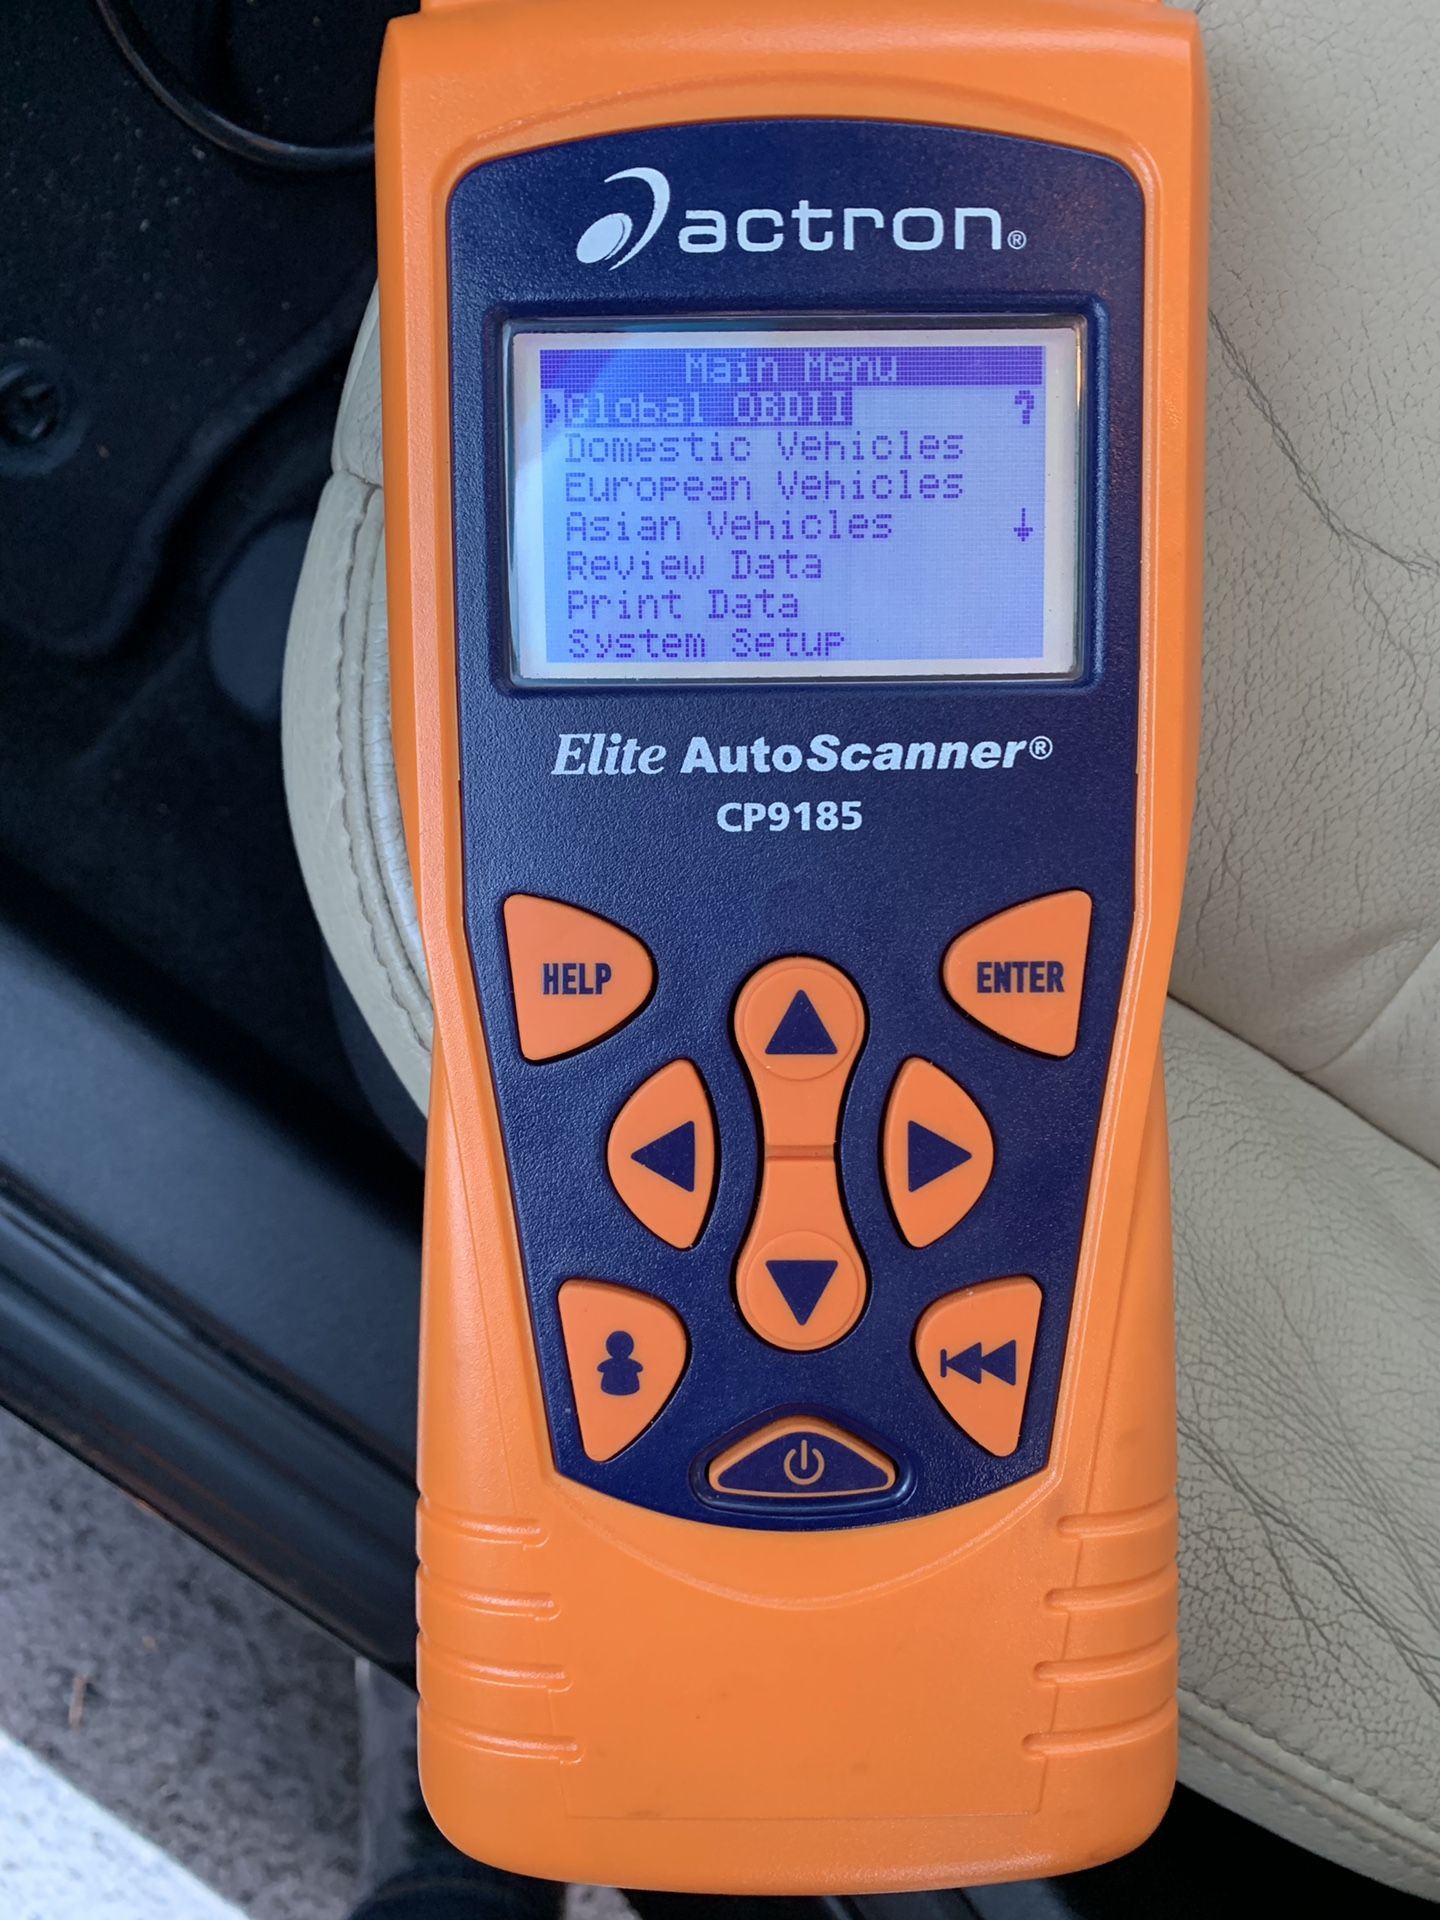 actron®
Main Menu
Global OBDII ?
Domestic Vehicles
European Vehicles
Asian Vehicles
Review Data
Print Data
System Setup
Elite AutoScanner®
CP9185
HELP
ENTER